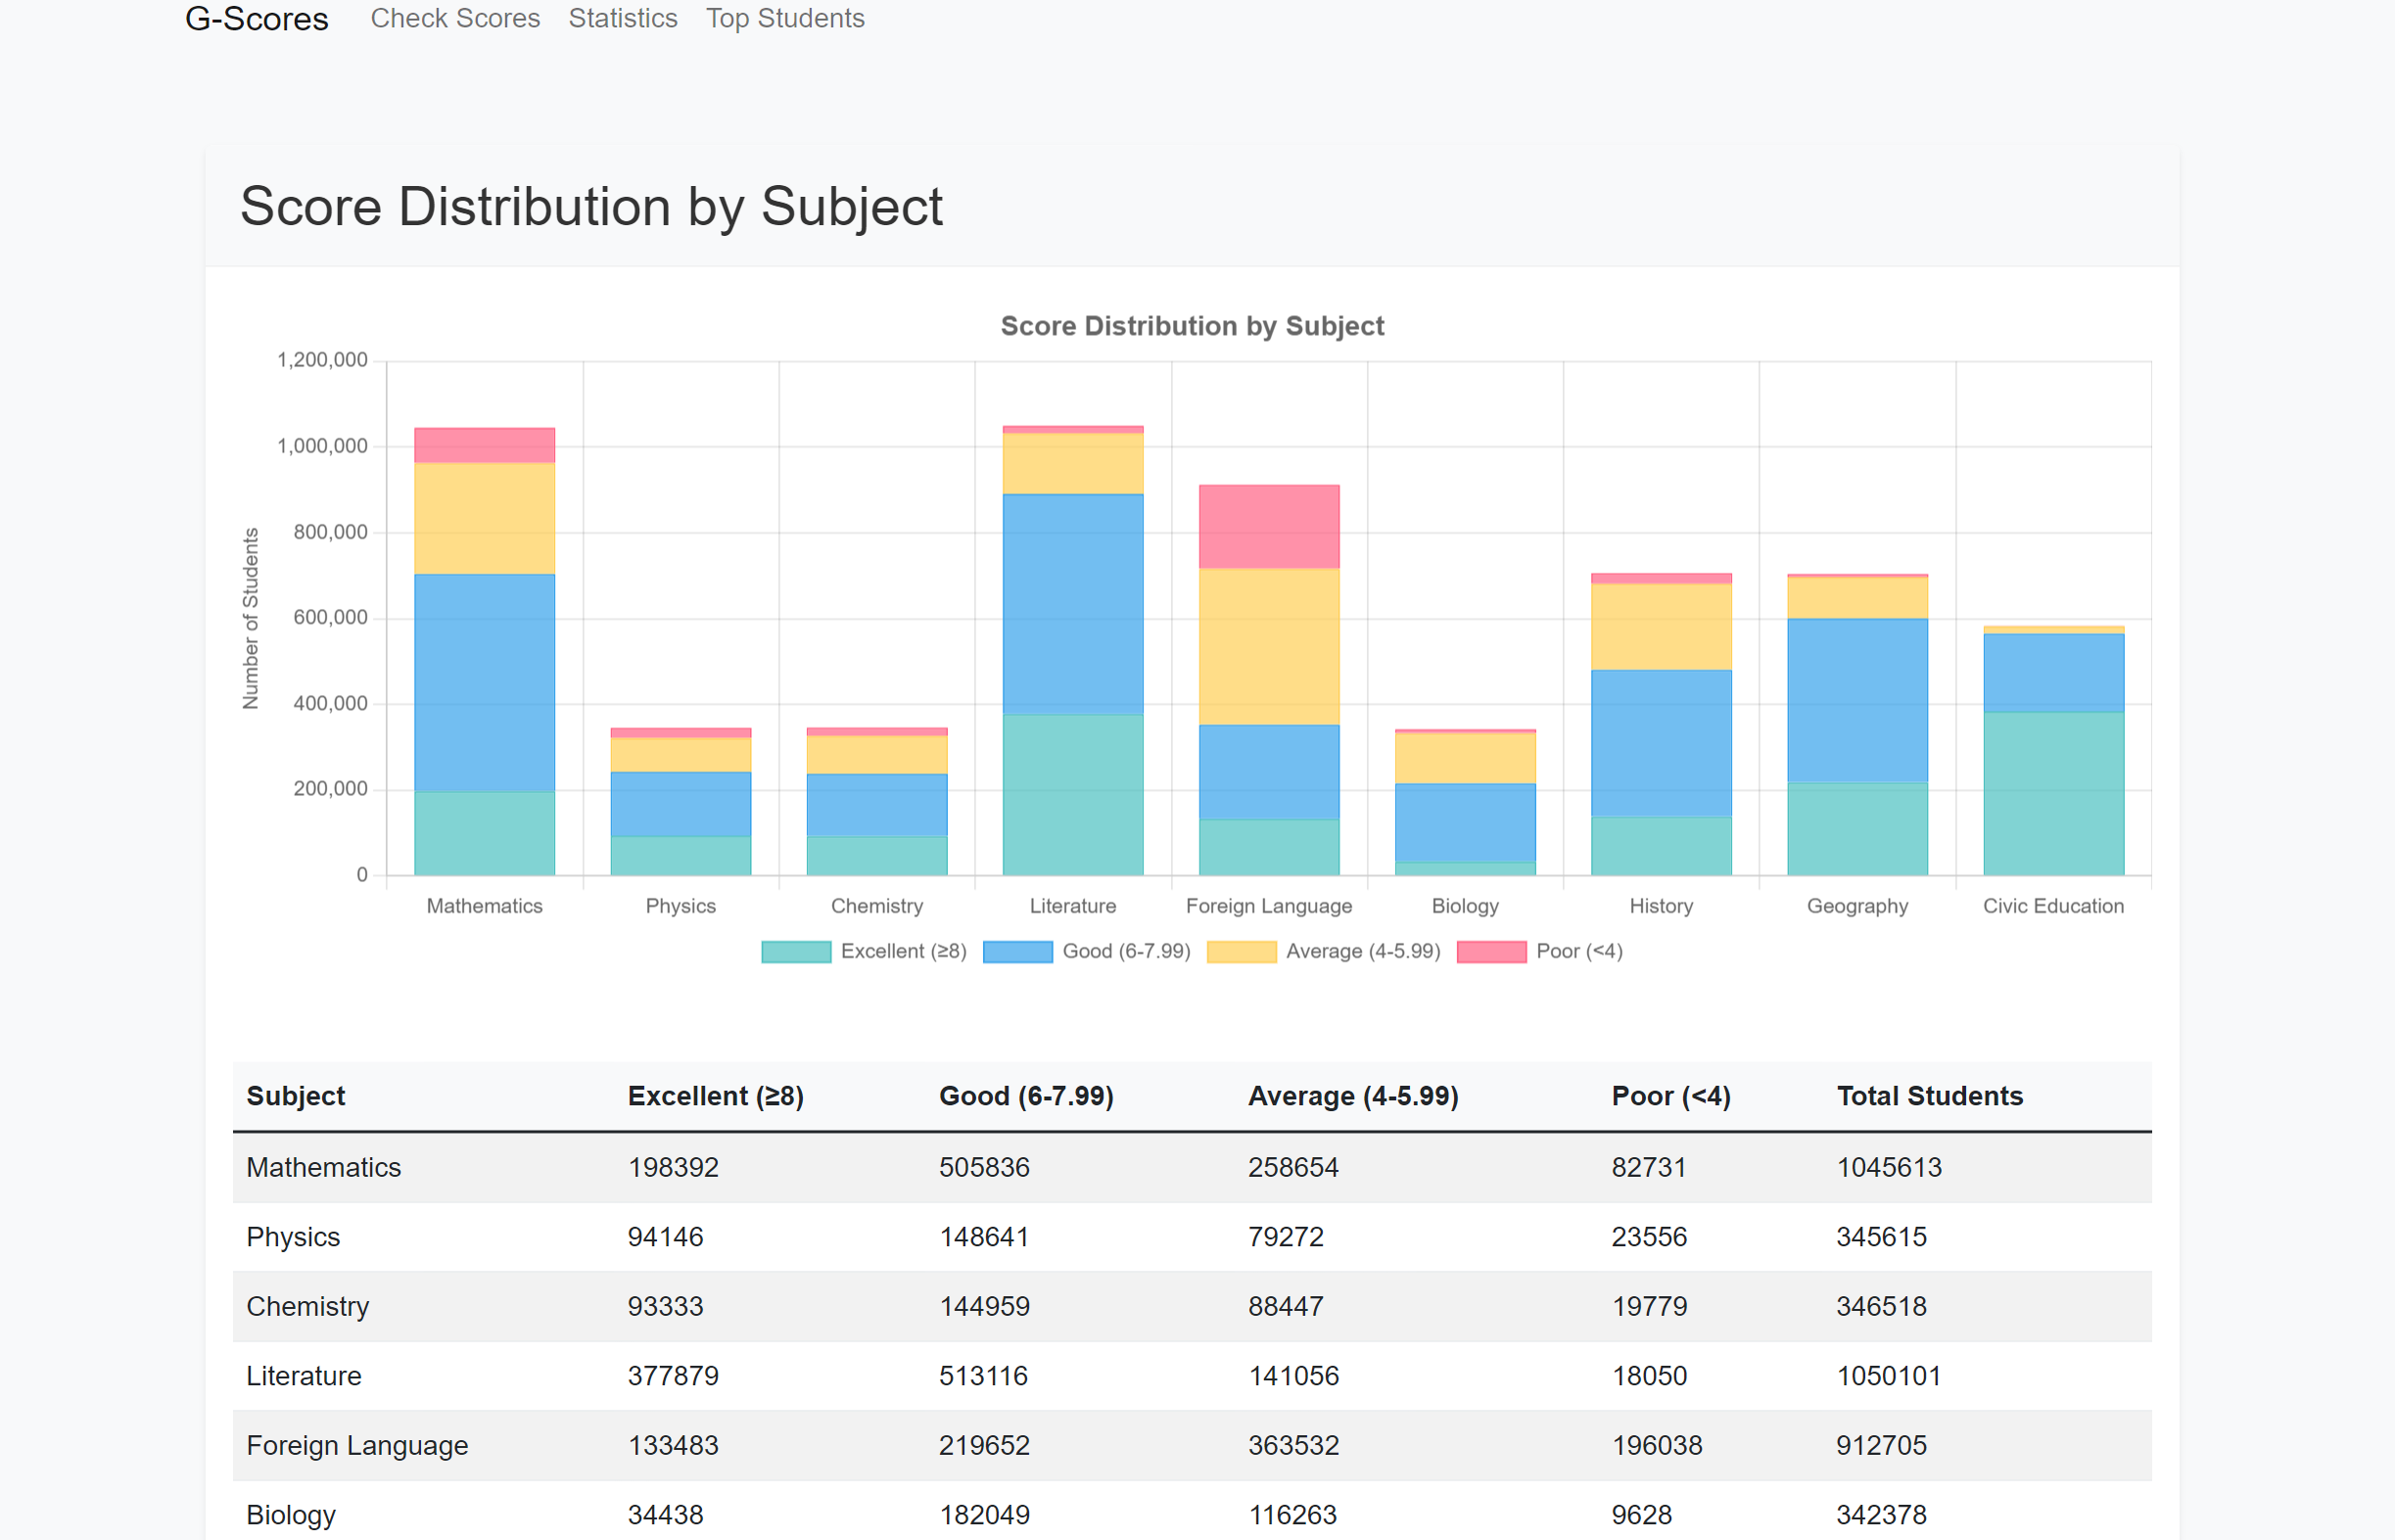 G-Scores Check Scores Statistics Top Students
Score Distribution by Subject
Score Distribution by Subject
Number of Students
1,200,000
1,000,000
800,000
600,000
400,000
200,000
0
Mathematics Physics Chemistry Literature Foreign Language Biology History Geography Civic Education
Excellent (≥8) Good (6-7.99) Average (4-5.99) Poor (<4)
Subject Excellent (≥8) Good (6-7.99) Average (4-5.99) Poor (<4) Total Students
Mathematics 198392 505836 258654 82731 1045613
Physics 94146 148641 79272 23556 345615
Chemistry 93333 144959 88447 19779 346518
Literature 377879 513116 141056 18050 1050101
Foreign Language 133483 219652 363532 196038 912705
Biology 34438 182049 116263 9628 342378